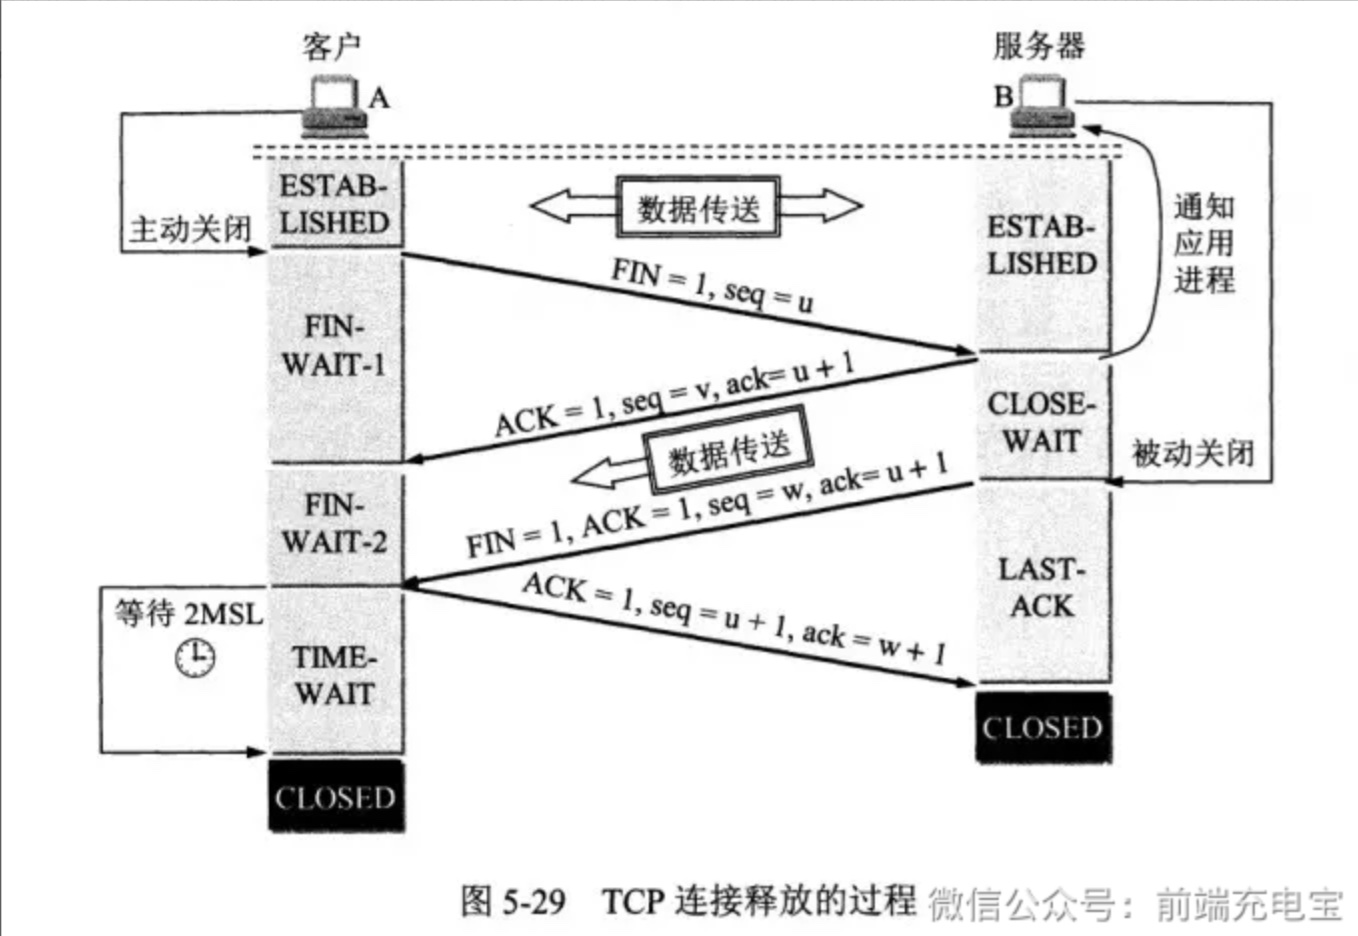 客户
服务器
A
B
ESTAB-
LISHED
数据传送
ESTAB-
LISHED
通知
应用
进程
主动关闭
FIN = 1, seq = u
FIN-
WAIT-1
ACK = 1, seq = v, ack= u + 1
CLOSE-
WAIT
数据传送
被动关闭
FIN = 1, ACK = 1, seq = w, ack= u + 1
FIN-
WAIT-2
ACK = 1, seq = u + 1, ack = w + 1
LAST-
ACK
等待 2MSL
TIME-
WAIT
CLOSED
CLOSED
图 5-29 TCP 连接释放的过程
微信公众号：前端充电宝